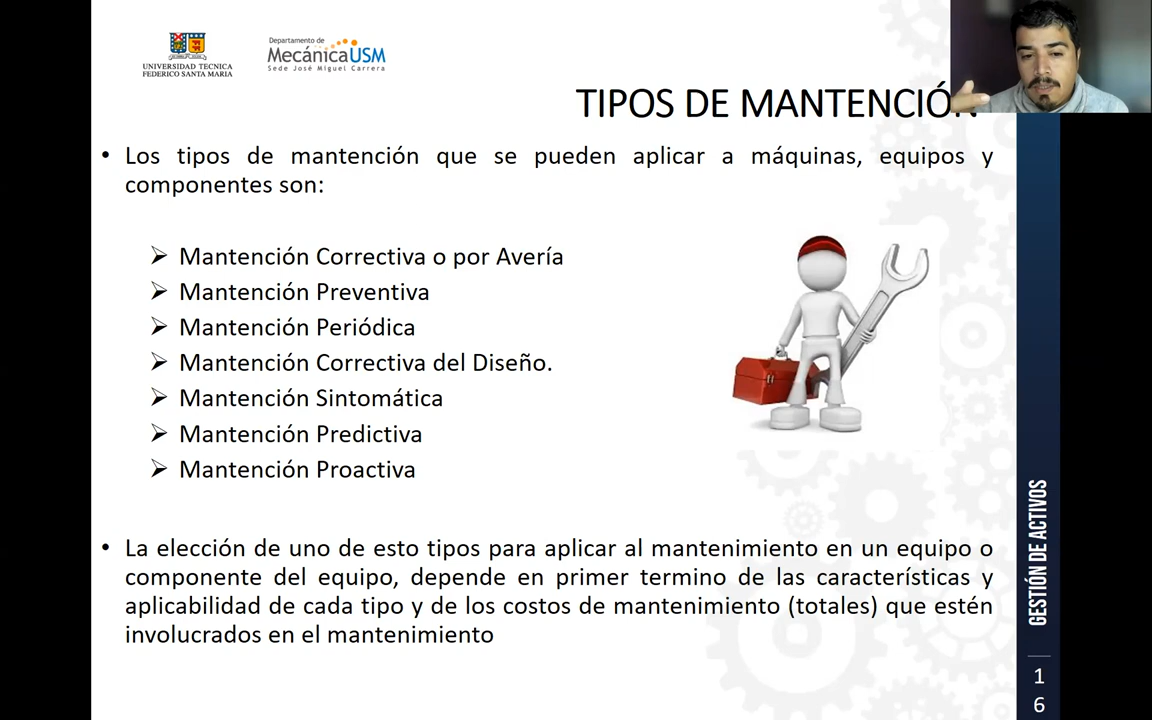 UNIVERSIDAD TECNICA
FEDERICO SANTA MARIA
Departamento de
MecánicaUSM
Sede José Miguel Carrera
TIPOS DE MANTENCIÓN
• Los tipos de mantención que se pueden aplicar a máquinas, equipos y
componentes son:
➢ Mantención Correctiva o por Avería
➢ Mantención Preventiva
➢ Mantención Periódica
➢ Mantención Correctiva del Diseño.
➢ Mantención Sintomática
➢ Mantención Predictiva
➢ Mantención Proactiva
• La elección de uno de esto tipos para aplicar al mantenimiento en un equipo o
componente del equipo, depende en primer termino de las características y
aplicabilidad de cada tipo y de los costos de mantenimiento (totales) que estén
involucrados en el mantenimiento
GESTIÓN DE ACTIVOS
1
6